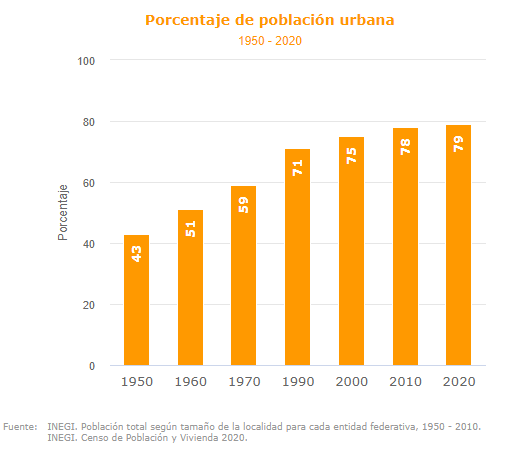 Porcentaje de población urbana
1950 - 2020
100
80
60
40
20
0
Porcentaje
43
51
59
71
75
78
79
1950 1960 1970 1990 2000 2010 2020
Fuente: INEGI. Población total según tamaño de la localidad para cada entidad federativa, 1950 - 2010.
INEGI. Censo de Población y Vivienda 2020.